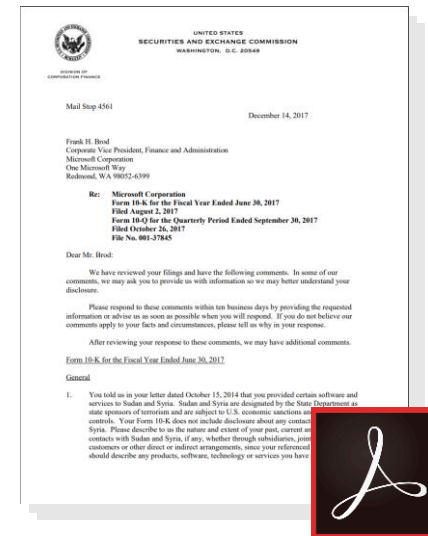 UNITED STATES
SECURITIES AND EXCHANGE COMMISSION
WASHINGTON, D.C. 20549
DIVISION OF
CORPORATION FINANCE
Mail Stop 4561
December 14, 2017
Frank H. Brod
Corporate Vice President, Finance and Administration
Microsoft Corporation
One Microsoft Way
Redmond, WA 98052-6399
Re: Microsoft Corporation
Form 10-K for the Fiscal Year Ended June 30, 2017
Filed August 2, 2017
Form 10-Q for the Quarterly Period Ended September 30, 2017
Filed October 26, 2017
File No. 001-37845
Dear Mr. Brod:
We have reviewed your filings and have the following comments. In some of our
comments, we may ask you to provide us with information so we may better understand your
disclosure.
Please respond to these comments within ten business days by providing the requested
information or advise us as soon as possible when you will respond. If you do not believe our
comments apply to your facts and circumstances, please tell us why in your response.
After reviewing your response to these comments, we may have additional comments.
Form 10-K for the Fiscal Year Ended June 30, 2017
General
1. You told us in your letter dated October 15, 2014 that you provided certain software and
services to Sudan and Syria. Sudan and Syria are designated by the State Department as
state sponsors of terrorism and are subject to U.S. economic sanctions an
controls. Your Form 10-K does not include disclosure about any contac
Syria. Please describe to us the nature and extent of your past, current an
contacts with Sudan and Syria, if any, whether through subsidiaries, joint
customers or other direct or indirect arrangements, since your referenced
should describe any products, software, technology or services you have